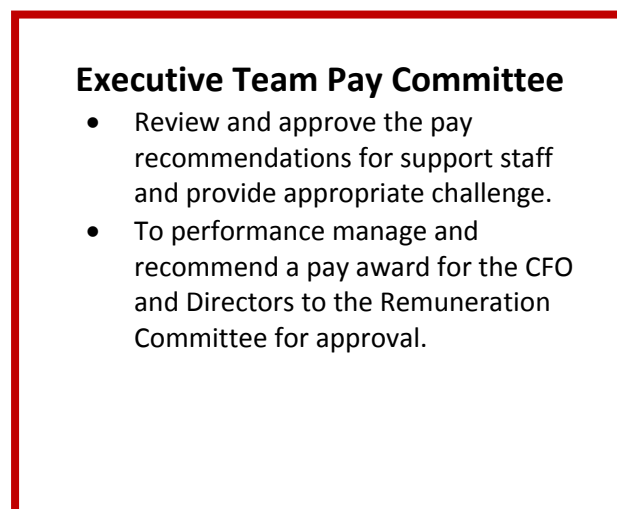 Executive Team Pay Committee
• Review and approve the pay
recommendations for support staff
and provide appropriate challenge.
• To performance manage and
recommend a pay award for the CFO
and Directors to the Remuneration
Committee for approval.